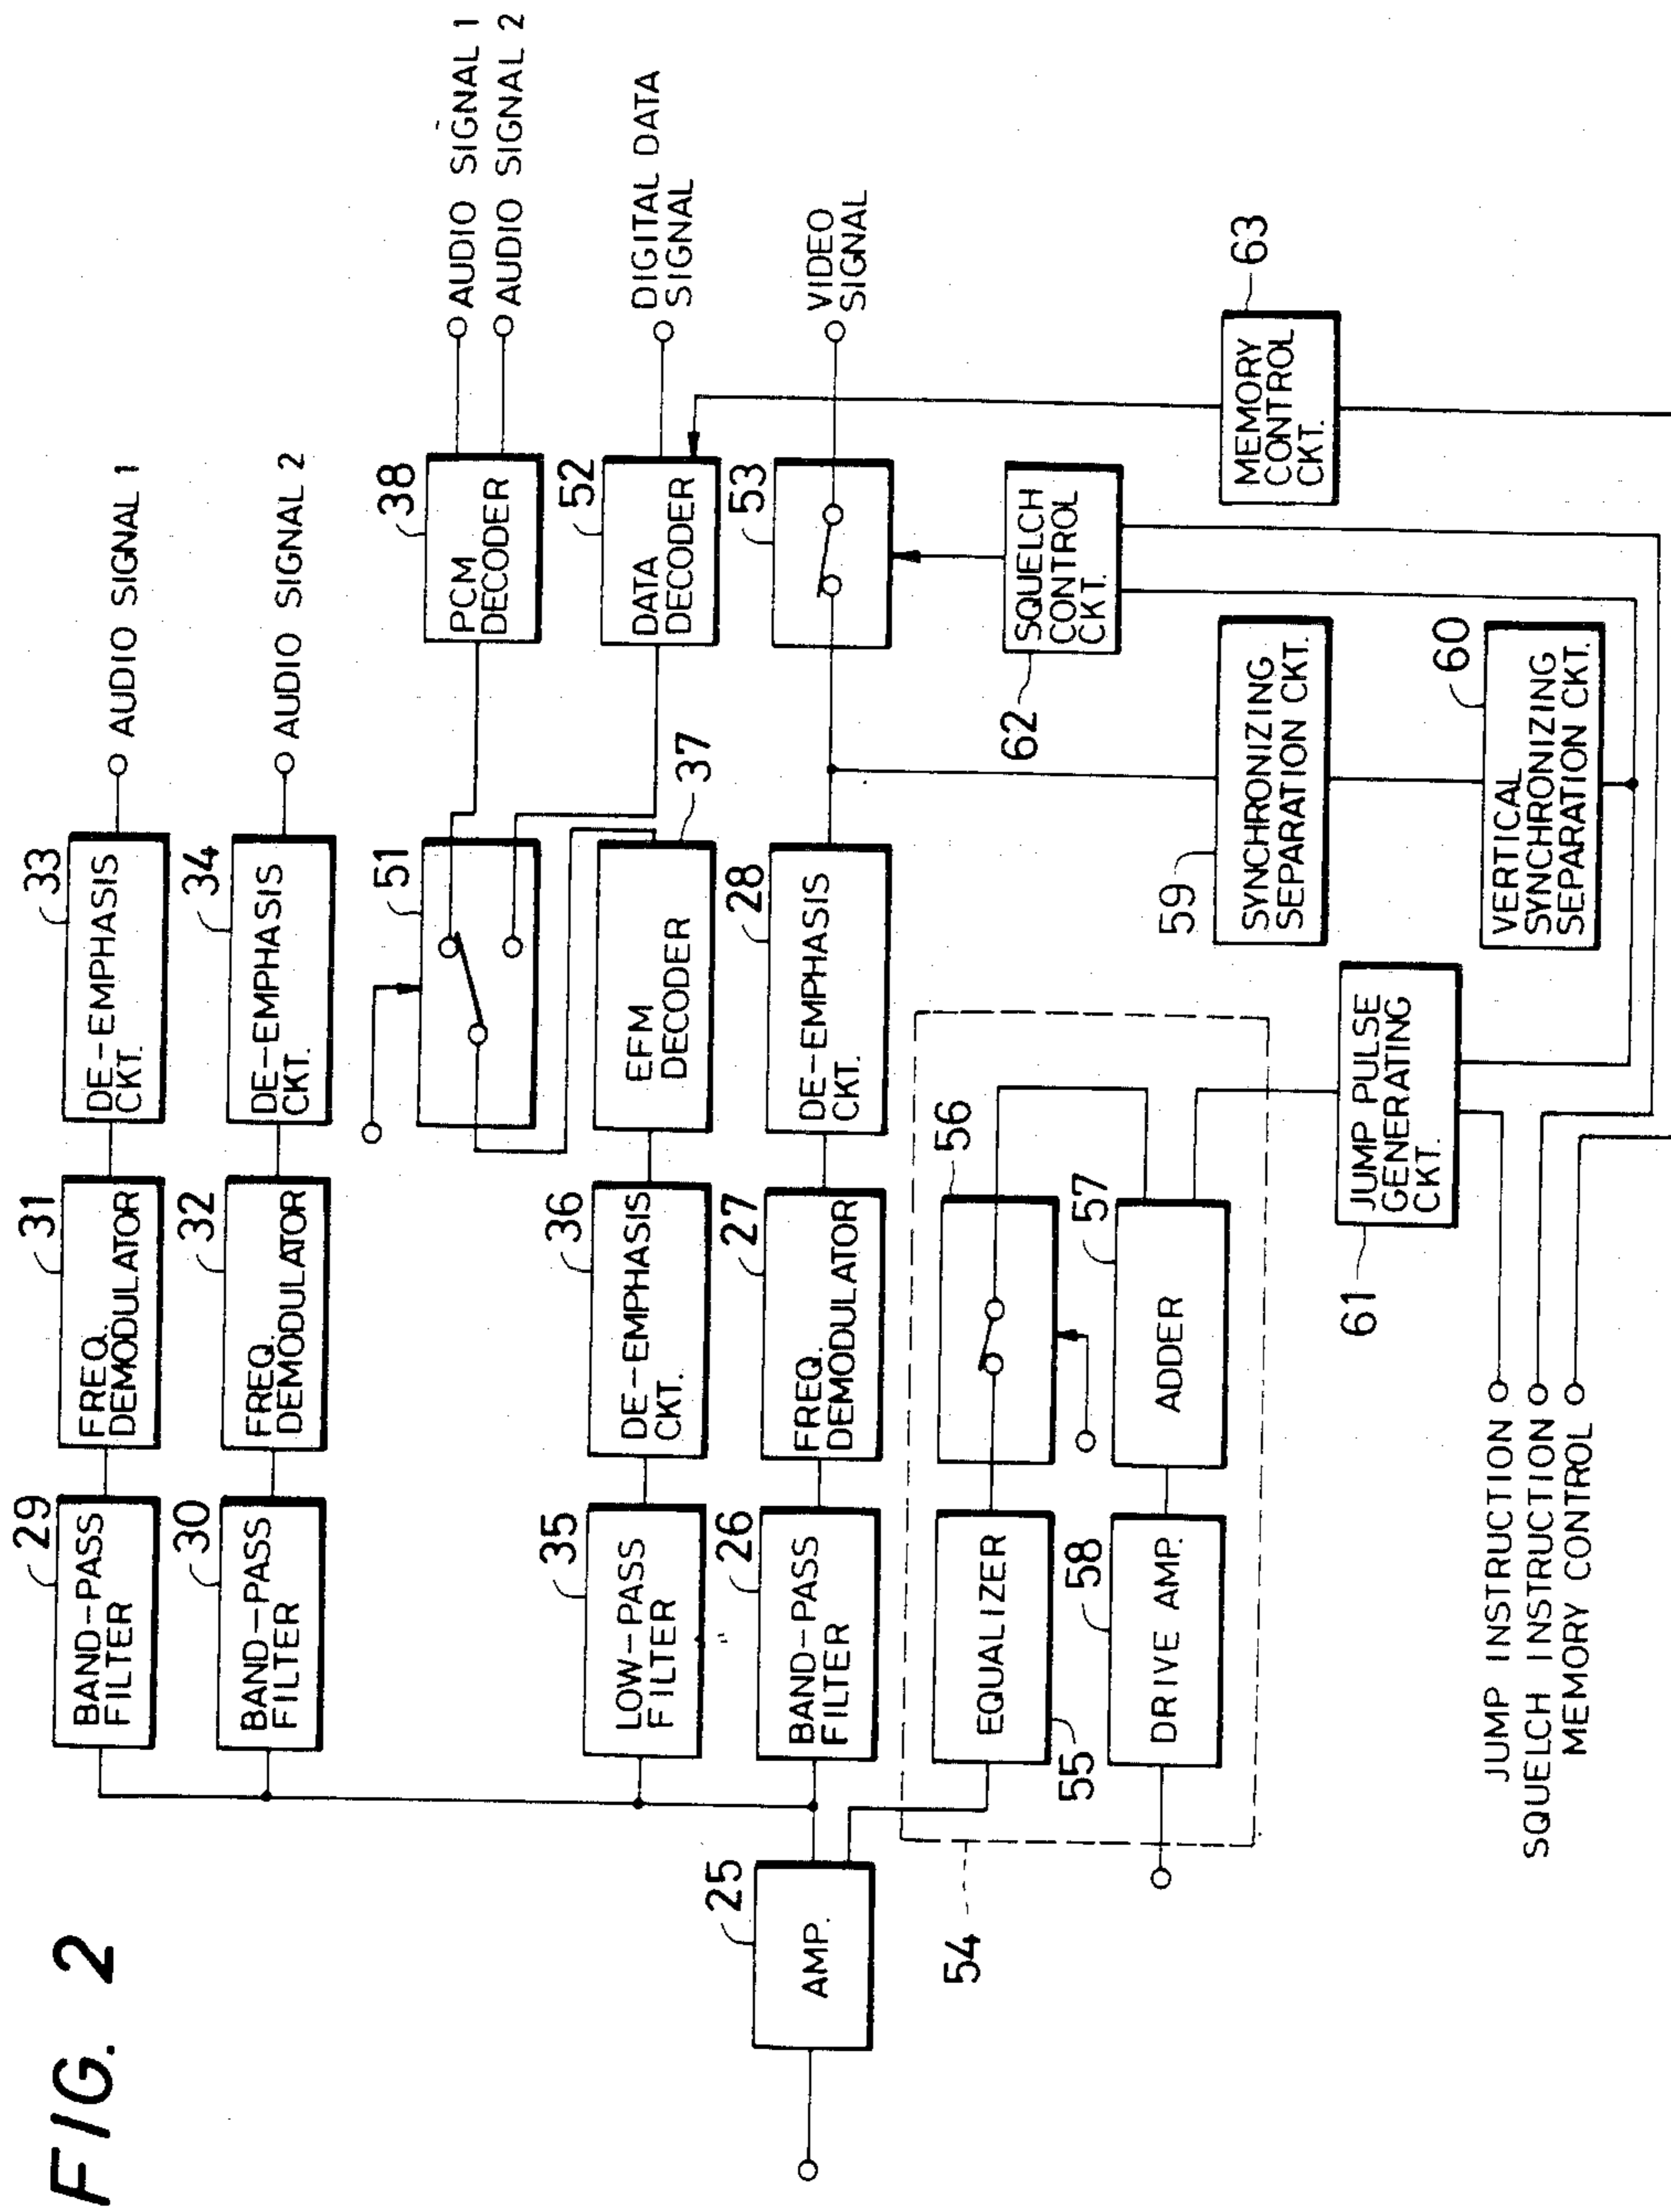 FIG. 2
29
BAND-PASS
FILTER
31
FREQ.
DEMODULATOR
33
DE-EMPHASIS
CKT.
AUDIO SIGNAL 1
30
BAND-PASS
FILTER
32
FREQ.
DEMODULATOR
34
DE-EMPHASIS
CKT.
AUDIO SIGNAL 2
51
38
PCM
DECODER
AUDIO SIGNAL 1
AUDIO SIGNAL 2
35
LOW-PASS
FILTER
36
DE-EMPHASIS
CKT.
EFM
DECODER
37
52
DATA
DECODER
DIGITAL DATA
SIGNAL
25
AMP.
26
BAND-PASS
FILTER
27
FREQ.
DEMODULATOR
28
DE-EMPHASIS
CKT.
53
VIDEO
SIGNAL
54
EQUALIZER
55
56
58
DRIVE AMP.
57
ADDER
62
SQUELCH
CONTROL
CKT.
59
SYNCHRONIZING
SEPARATION CKT.
63
MEMORY
CONTROL
CKT.
61
JUMP PULSE
GENERATING
CKT.
60
VERTICAL
SYNCHRONIZING
SEPARATION CKT.
JUMP INSTRUCTION
SQUELCH INSTRUCTION
MEMORY CONTROL